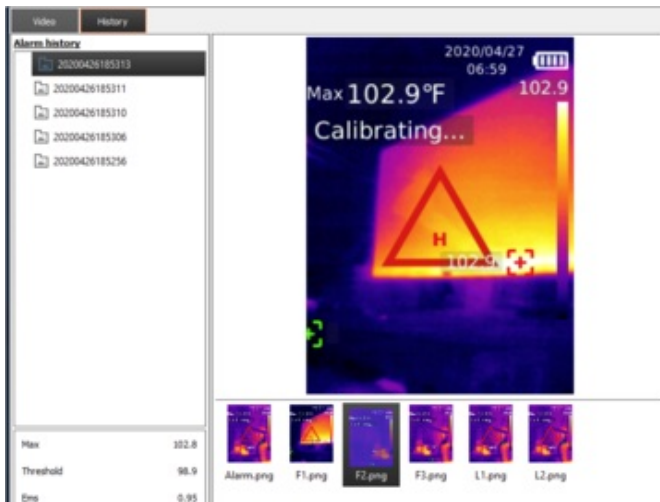 Video History
Alarm history
20200426185313
20200426185311
20200426185310
20200426185306
20200426185256
2020/04/27
06:59
Max 102.9°F
102.9
Calibrating...
H
102.9
Alarm.png F1.png F2.png F3.png L1.png L2.png
Max 102.8
Threshold 98.9
Ems 0.95